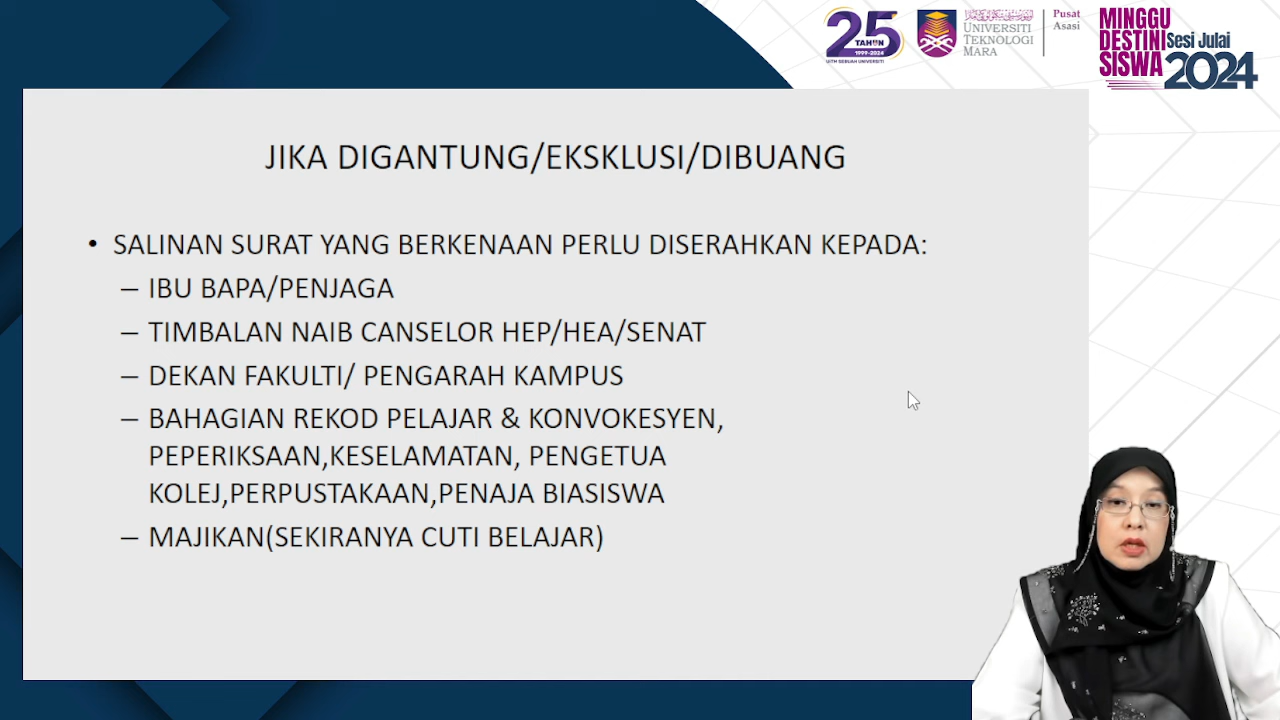 25
TAHUN
1999-2024
UITM SEBUAH UNIVERSITI
UNIVERSITI
TEKNOLOGI
MARA
Pusat
Asasi
MINGGU
DESTINI
SISWA
Sesi Julai
2024
JIKA DIGANTUNG/EKSKLUSI/DIBUANG
• SALINAN SURAT YANG BERKENAAN PERLU DISERAHKAN KEPADA:
– IBU BAPA/PENJAGA
– TIMBALAN NAIB CANSELOR HEP/HEA/SENAT
– DEKAN FAKULTI/ PENGARAH KAMPUS
– BAHAGIAN REKOD PELAJAR & KONVOKESYEN,
PEPERIKSAAN,KESELAMATAN, PENGETUA
KOLEJ,PERPUSTAKAAN,PENAJA BIASISWA
– MAJIKAN(SEKIRANYA CUTI BELAJAR)